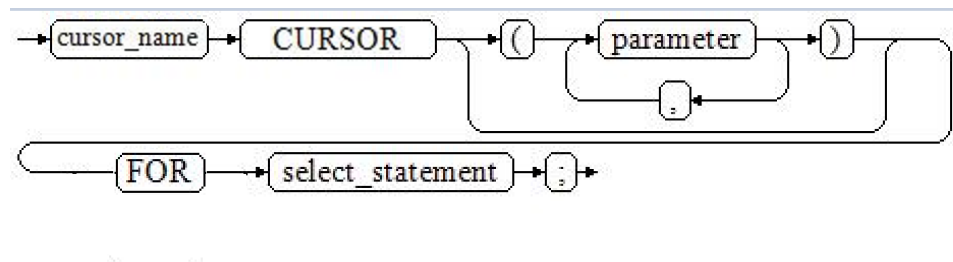 cursor_name CURSOR ( parameter )
,
FOR select_statement ;